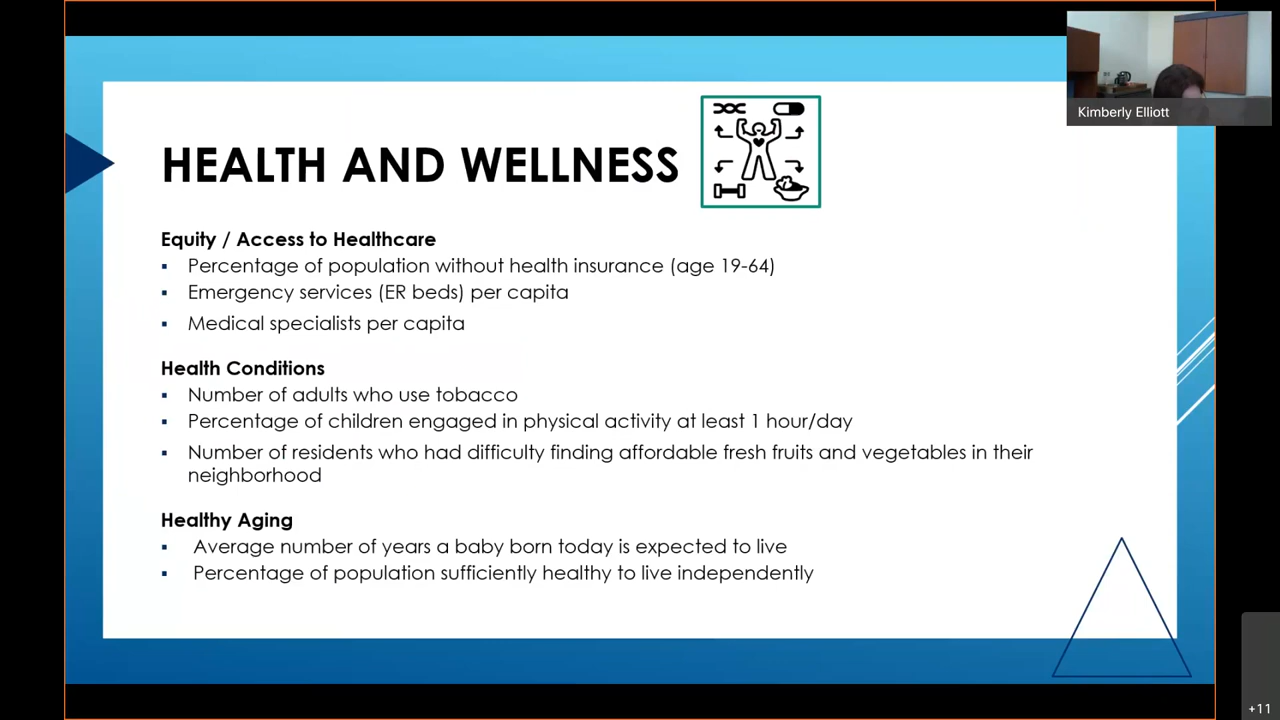 Kimberly Elliott
HEALTH AND WELLNESS
Equity / Access to Healthcare
▪ Percentage of population without health insurance (age 19-64)
▪ Emergency services (ER beds) per capita
▪ Medical specialists per capita
Health Conditions
▪ Number of adults who use tobacco
▪ Percentage of children engaged in physical activity at least 1 hour/day
▪ Number of residents who had difficulty finding affordable fresh fruits and vegetables in their
neighborhood
Healthy Aging
▪ Average number of years a baby born today is expected to live
▪ Percentage of population sufficiently healthy to live independently
+11